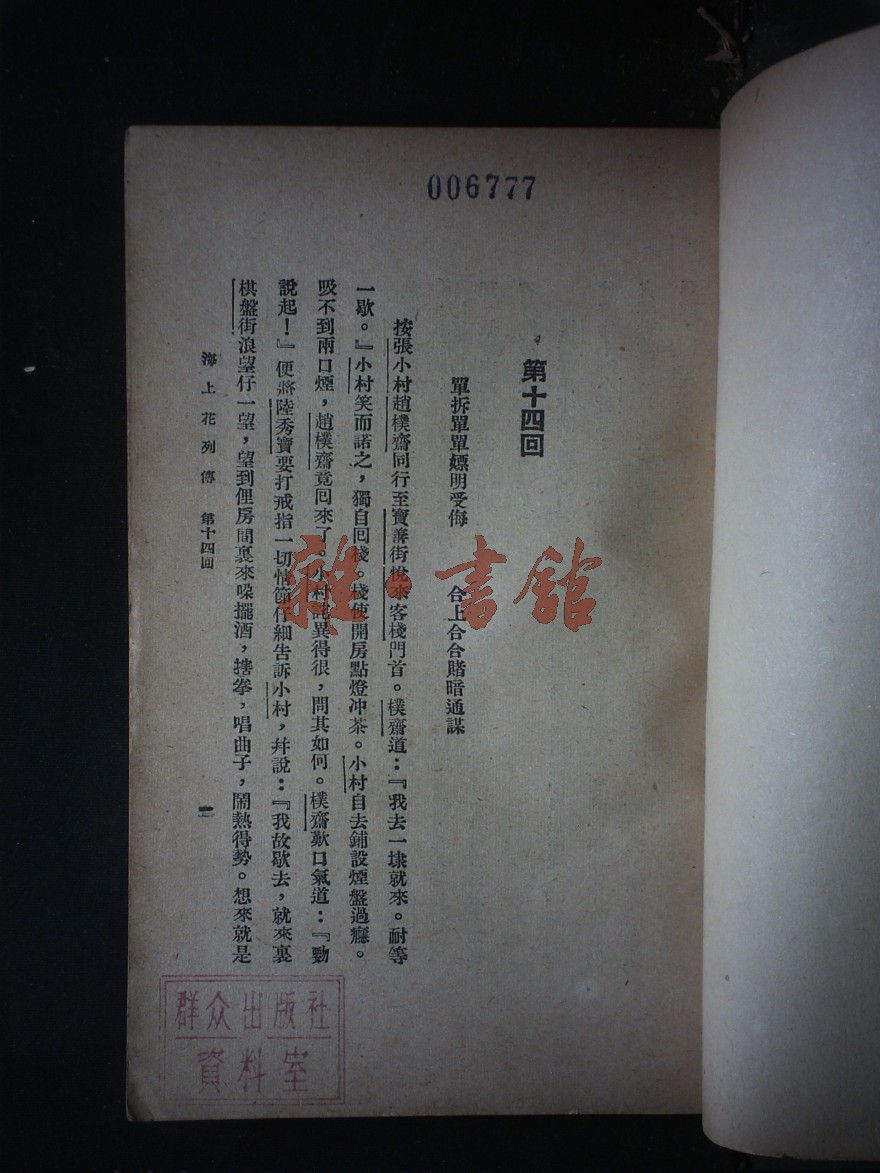 006777
第十四回
單拆單單嫖明受侮　合上合合賭暗通謀
按張小村趙樸齋同行至寶善街悅來客棧門首。樸齋道：『我去一埭就來。耐等
一歇。』小村笑而諾之，獨自回棧。棧使開房點燈冲茶。小村自去鋪設煙盤過癮。
吸不到兩口煙，趙樸齋竟回來了。小村詫異得很，問其如何。樸齋歎口氣道：『覅
說起！』便將陸秀寶要打戒指一切情節仔細告訴小村，幷說：『我故歇去，就來裏
棋盤街浪望仔一望，望到俚房間裏來哚擺酒，搳拳，唱曲子，鬧熱得勢。想來就是
海上花列傳　第十四回
一
雜·書館
群众出版社
資料室